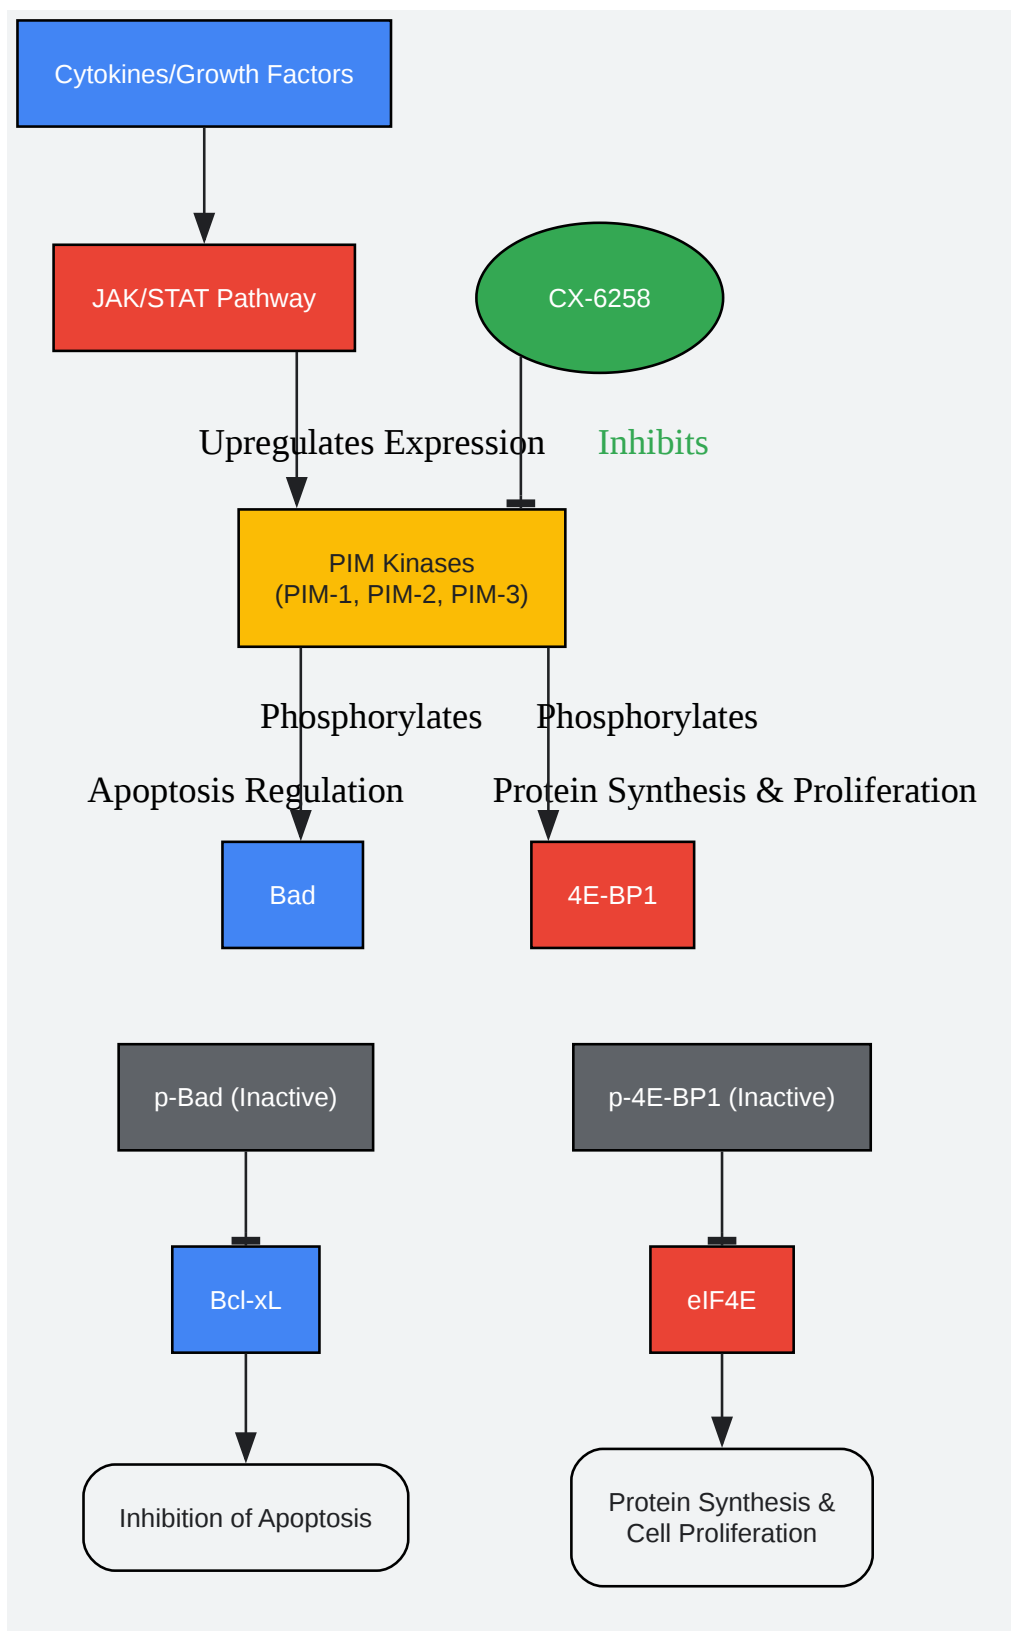 Cytokines/Growth Factors
JAK/STAT Pathway
CX-6258
Upregulates Expression
Inhibits
PIM Kinases
(PIM-1, PIM-2, PIM-3)
Phosphorylates
Phosphorylates
Apoptosis Regulation
Protein Synthesis & Proliferation
Bad
4E-BP1
p-Bad (Inactive)
p-4E-BP1 (Inactive)
Bcl-xL
eIF4E
Inhibition of Apoptosis
Protein Synthesis &
Cell Proliferation